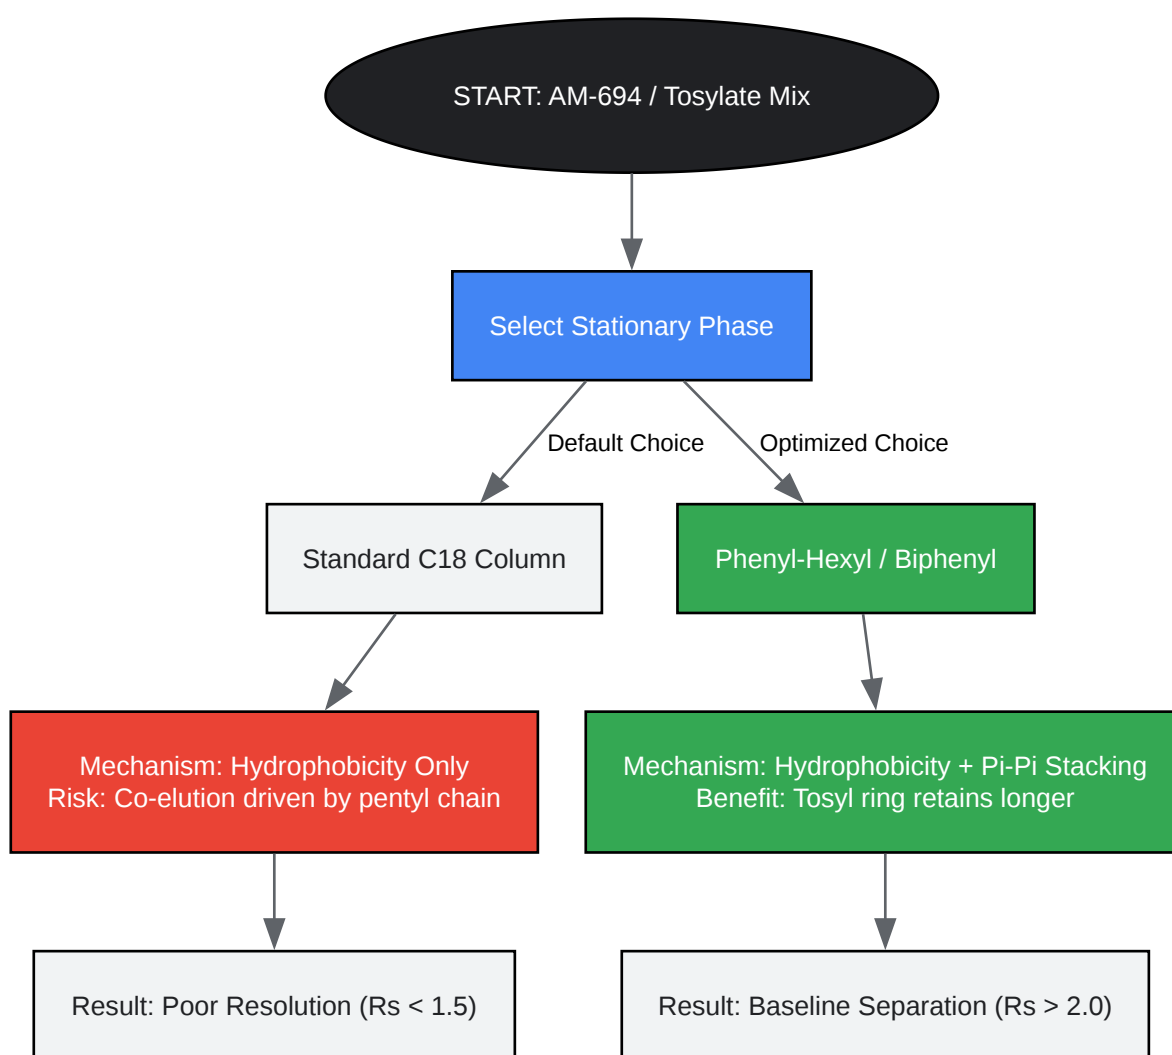 START: AM-694 / Tosylate Mix
Select Stationary Phase
Default Choice
Optimized Choice
Standard C18 Column
Phenyl-Hexyl / Biphenyl
Mechanism: Hydrophobicity Only
Risk: Co-elution driven by pentyl chain
Mechanism: Hydrophobicity + Pi-Pi Stacking
Benefit: Tosyl ring retains longer
Result: Poor Resolution (Rs < 1.5)
Result: Baseline Separation (Rs > 2.0)